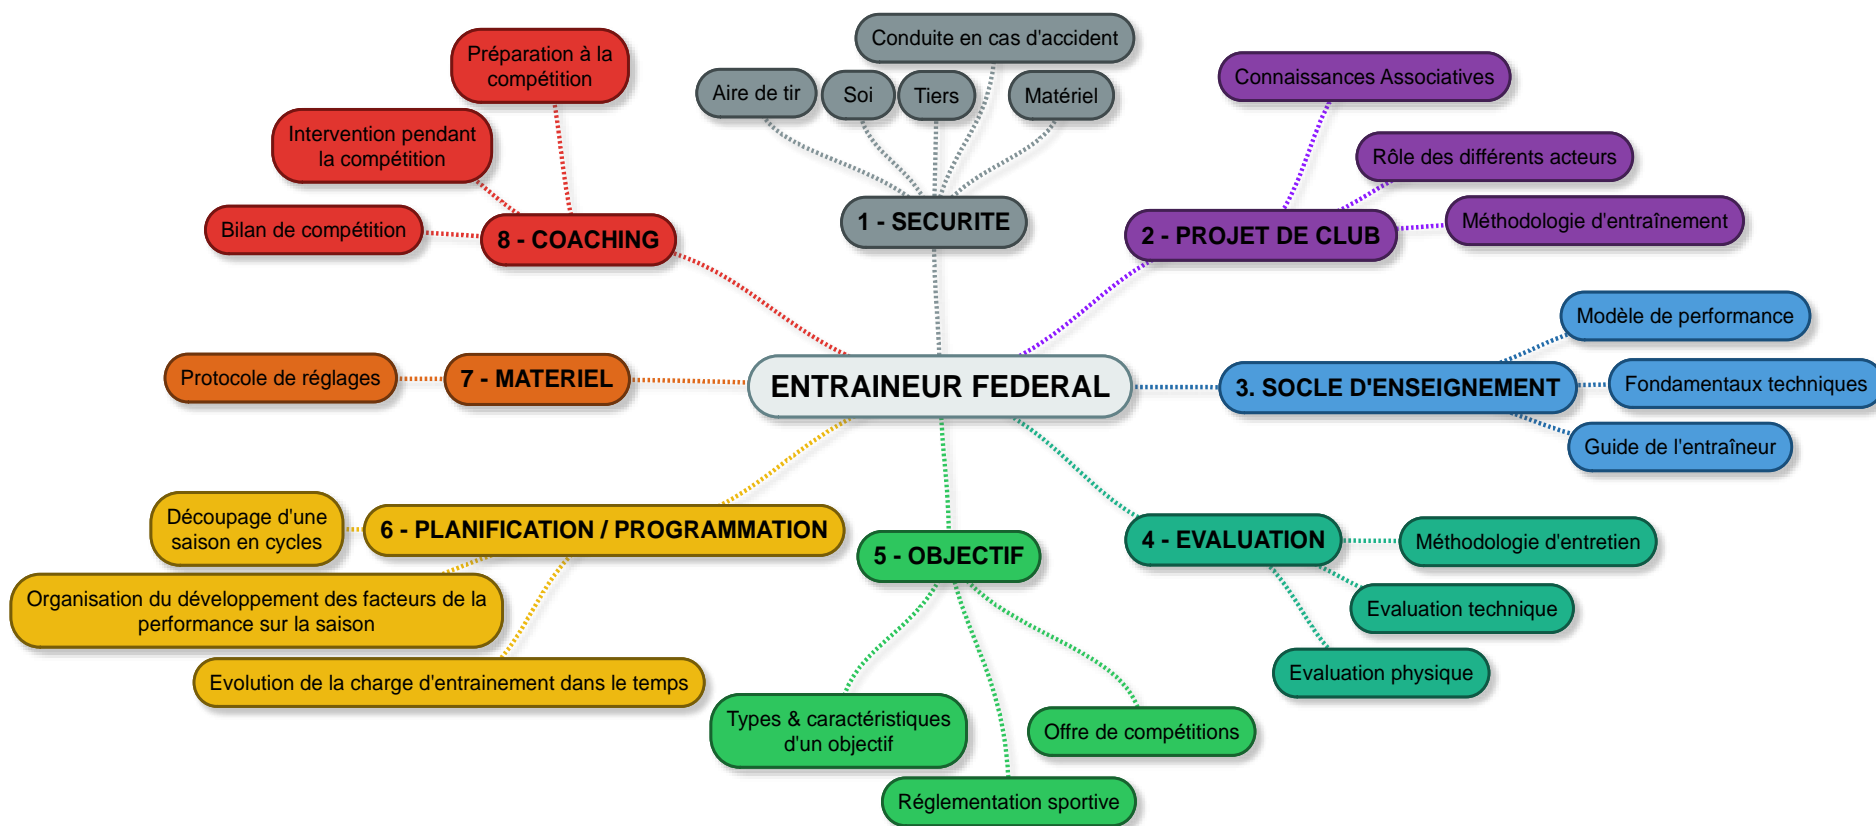 ENTRAINEUR FEDERAL
1 - SECURITE
Aire de tir
Soi
Tiers
Conduite en cas d'accident
Matériel
2 - PROJET DE CLUB
Connaissances Associatives
Rôle des différents acteurs
Méthodologie d'entraînement
3. SOCLE D'ENSEIGNEMENT
Modèle de performance
Fondamentaux techniques
Guide de l'entraîneur
4 - EVALUATION
Méthodologie d'entretien
Evaluation technique
Evaluation physique
5 - OBJECTIF
Offre de compétitions
Réglementation sportive
Types & caractéristiques
d'un objectif
6 - PLANIFICATION / PROGRAMMATION
Découpage d'une
saison en cycles
Organisation du développement des facteurs de la
performance sur la saison
Evolution de la charge d'entrainement dans le temps
7 - MATERIEL
Protocole de réglages
8 - COACHING
Préparation à la
compétition
Intervention pendant
la compétition
Bilan de compétition